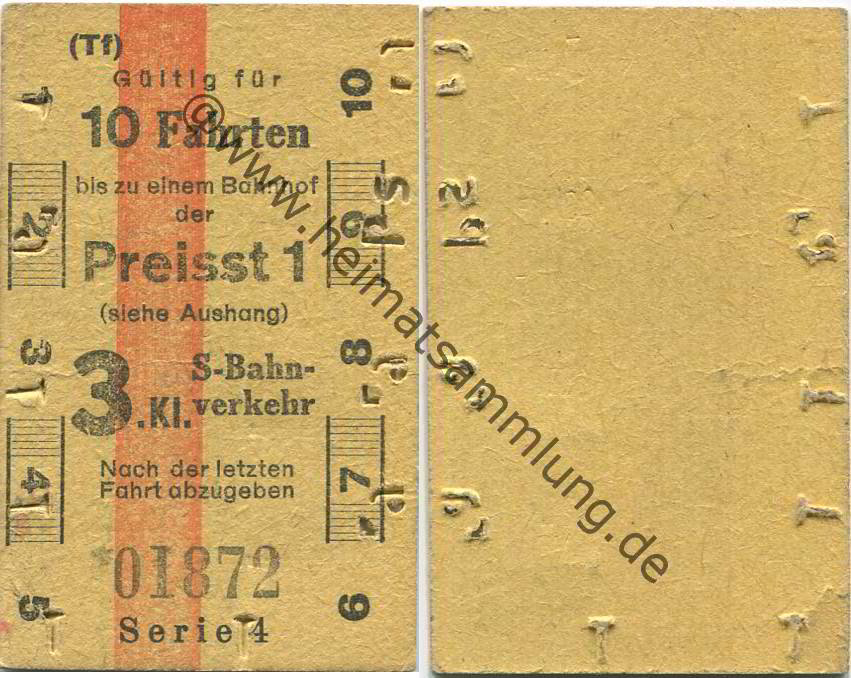 (Tf)
Gültig für
10 Fahrten
bis zu einem Bahnhof
der
Preisst 1
(siehe Aushang)
3.Kl. S-Bahn-
verkehr
Nach der letzten
Fahrt abzugeben
01872
Serie 4
1
2
3
4
5
10
9
8
7
6
@www.heimatsammlung.de